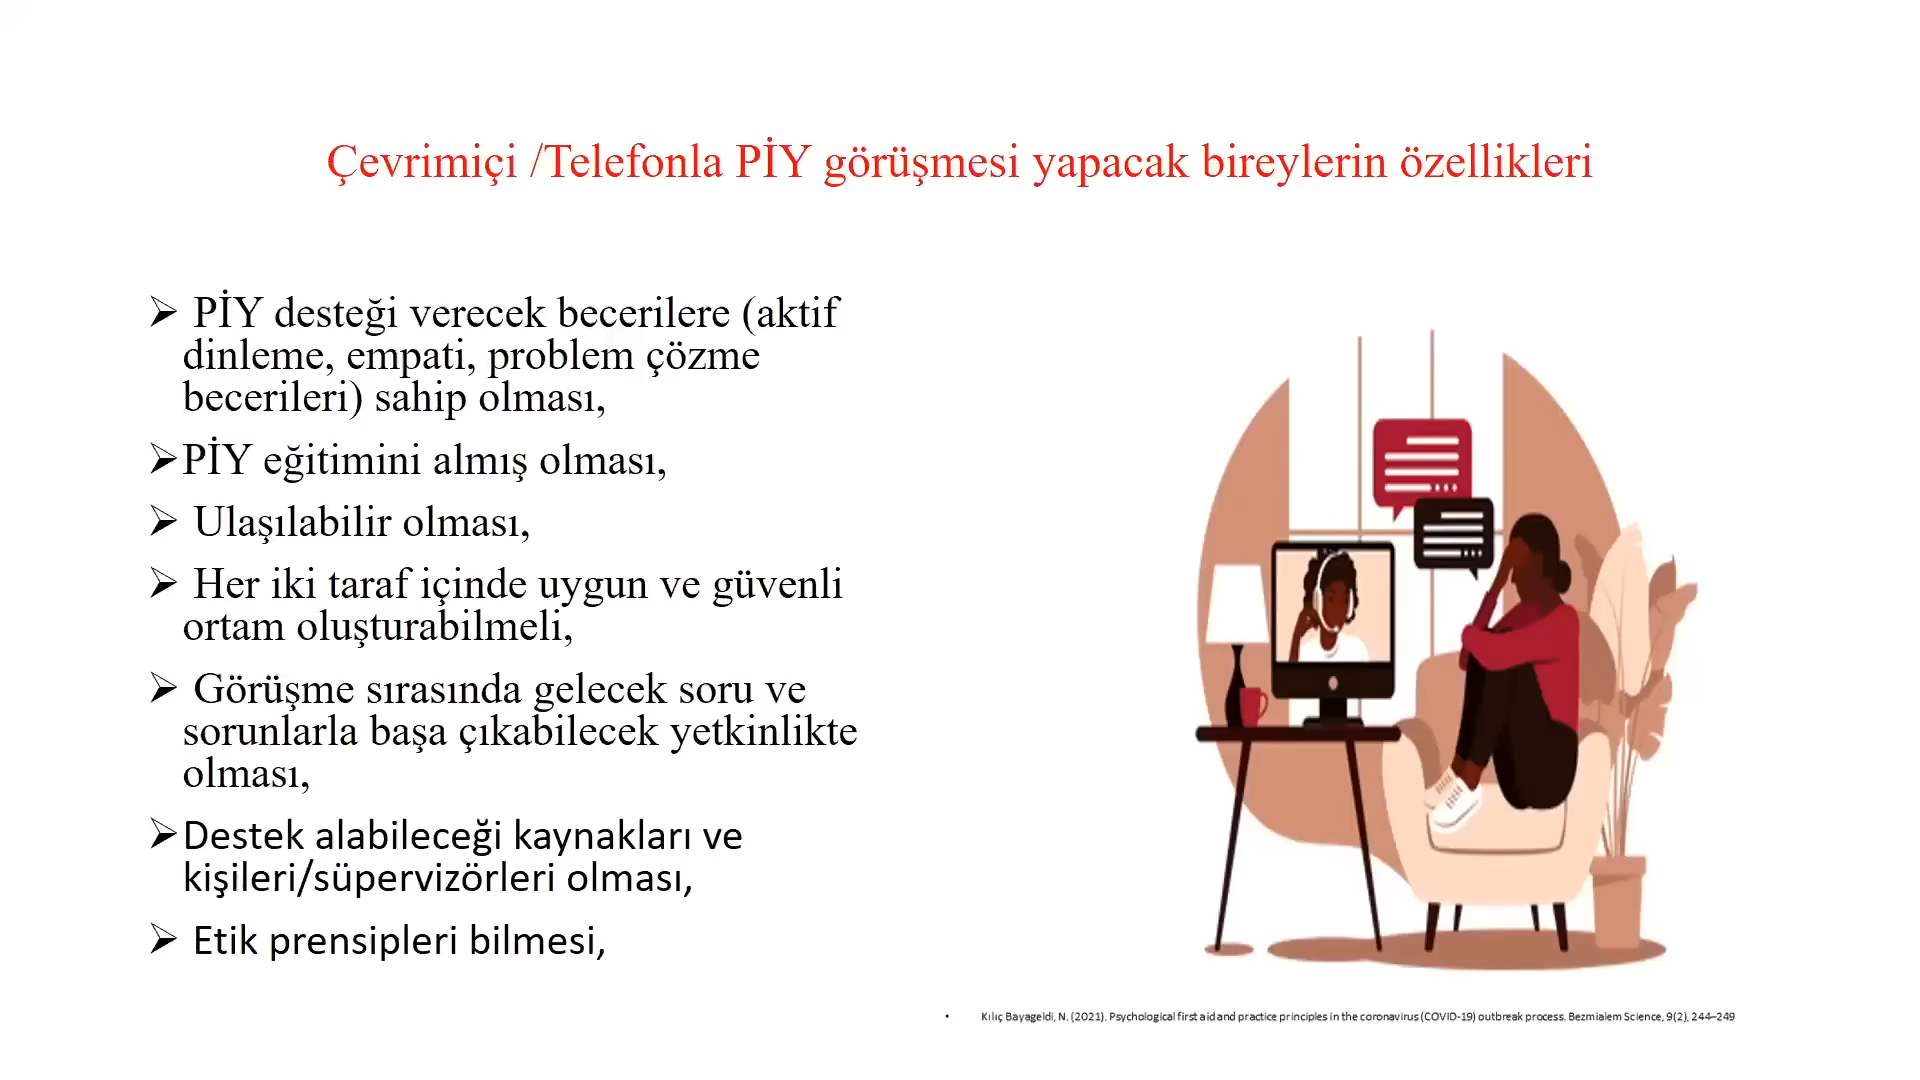 Çevrimiçi /Telefonla PİY görüşmesi yapacak bireylerin özellikleri
➢ PİY desteği verecek becerilere (aktif
dinleme, empati, problem çözme
becerileri) sahip olması,
➢PİY eğitimini almış olması,
➢ Ulaşılabilir olması,
➢ Her iki taraf içinde uygun ve güvenli
ortam oluşturabilmeli,
➢ Görüşme sırasında gelecek soru ve
sorunlarla başa çıkabilecek yetkinlikte
olması,
➢Destek alabileceği kaynakları ve
kişileri/süpervizörleri olması,
➢ Etik prensipleri bilmesi,
• Kılıç Bayageldi, N. (2021). Psychological first aid and practice principles in the coronavirus (COVID-19) outbreak process. Bezmialem Science, 9(2), 244–249